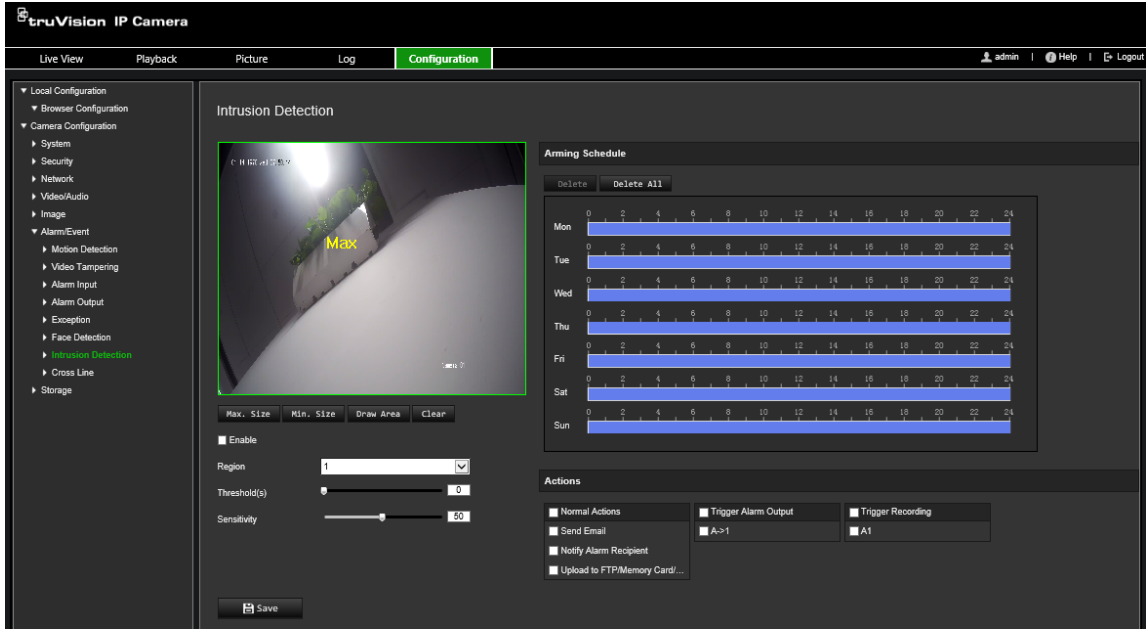 truVision IP Camera
Live View Playback Picture Log Configuration admin | Help | Logout
Local Configuration
Browser Configuration
Camera Configuration
System
Security
Network
Video/Audio
Image
Alarm/Event
Motion Detection
Video Tampering
Alarm Input
Alarm Output
Exception
Face Detection
Intrusion Detection
Cross Line
Storage
Intrusion Detection
Max
Max. Size Min. Size Draw Area Clear
Enable
Region 1
Threshold(s) 0
Sensitivity 50
Save
Arming Schedule
Delete Delete All
0 2 4 6 8 10 12 14 16 18 20 22 24
Mon
0 2 4 6 8 10 12 14 16 18 20 22 24
Tue
0 2 4 6 8 10 12 14 16 18 20 22 24
Wed
0 2 4 6 8 10 12 14 16 18 20 22 24
Thu
0 2 4 6 8 10 12 14 16 18 20 22 24
Fri
0 2 4 6 8 10 12 14 16 18 20 22 24
Sat
0 2 4 6 8 10 12 14 16 18 20 22 24
Sun
Actions
Normal Actions Trigger Alarm Output Trigger Recording
Send Email A->1 A1
Notify Alarm Recipient
Upload to FTP/Memory Card/...